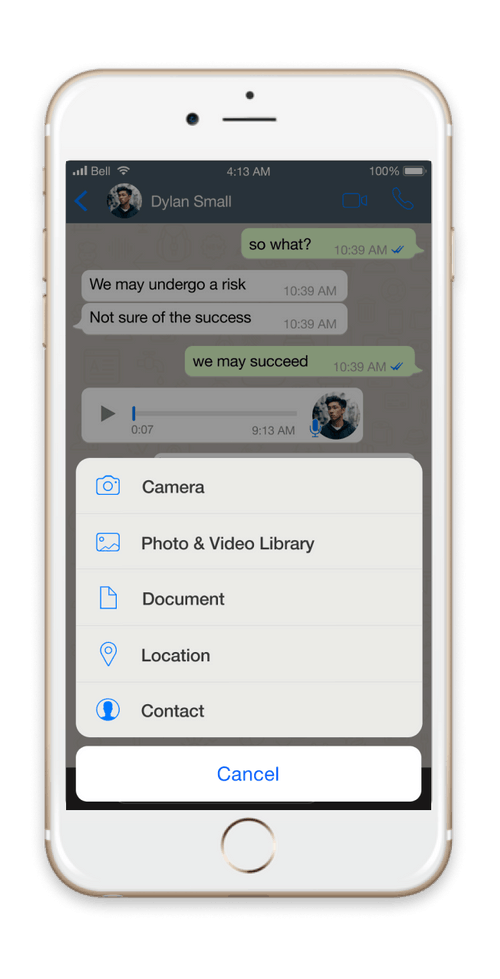 Bell 4:13 AM 100%
Dylan Small
so what? 10:39 AM
We may undergo a risk 10:39 AM
Not sure of the success 10:39 AM
we may succeed 10:39 AM
0:07 9:13 AM
Camera
Photo & Video Library
Document
Location
Contact
Cancel